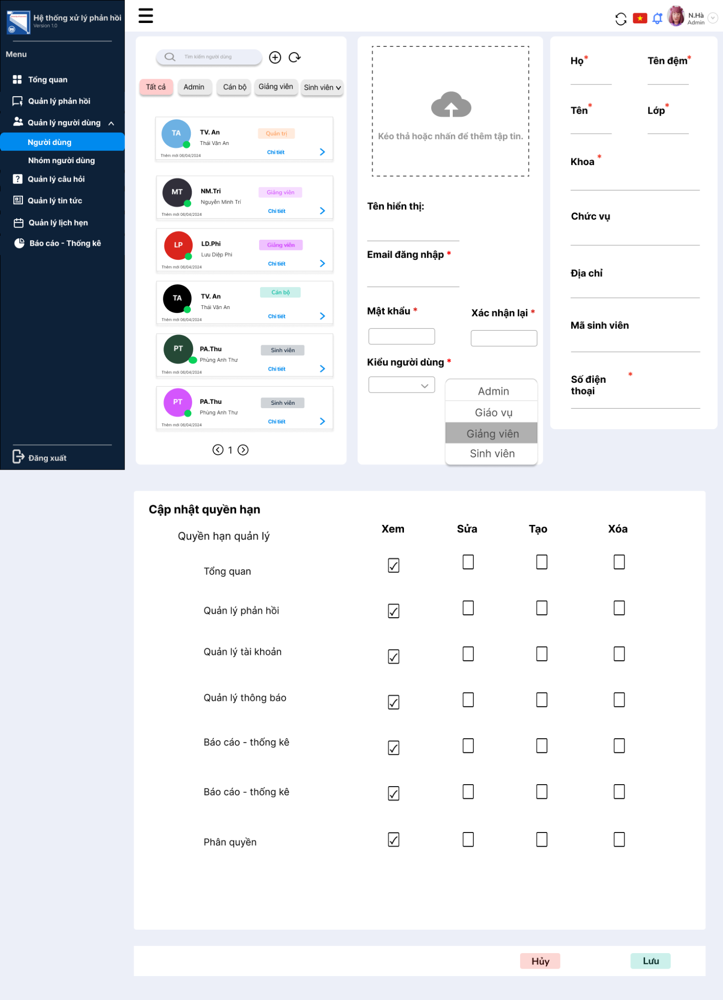 Hệ thống xử lý phản hồi
Version 1.0
Menu
Tổng quan
Quản lý phản hồi
Quản lý người dùng
Người dùng
Nhóm người dùng
Quản lý câu hỏi
Quản lý tin tức
Quản lý lịch hẹn
Báo cáo - Thống kê
Đăng xuất
N.Hà
Admin
Tìm kiếm người dùng
Tất cả Admin Cán bộ Giảng viên Sinh viên
TA TV. An Quản trị
Thái Văn An
Chi tiết
Thêm mới 06/04/2024
MT NM.Tri Giảng viên
Nguyễn Minh Trí
Chi tiết
Thêm mới 06/04/2024
LP LD.Phi Giảng viên
Lưu Diệp Phi
Chi tiết
Thêm mới 06/04/2024
TA TV. An Cán bộ
Thái Văn An
Chi tiết
Thêm mới 06/04/2024
PT PA.Thu Sinh viên
Phùng Anh Thư
Chi tiết
Thêm mới 06/04/2024
PT PA.Thu Sinh viên
Phùng Anh Thư
Chi tiết
Thêm mới 06/04/2024
1
Kéo thả hoặc nhấn để thêm tập tin.
Tên hiển thị:
Email đăng nhập *
Mật khẩu * Xác nhận lại *
Kiểu người dùng *
Admin
Giáo vụ
Giảng viên
Sinh viên
Họ* Tên đệm*
Tên* Lớp*
Khoa *
Chức vụ
Địa chỉ
Mã sinh viên
Số điện *
thoại
Cập nhật quyền hạn
Quyền hạn quản lý Xem Sửa Tạo Xóa
Tổng quan
Quản lý phản hồi
Quản lý tài khoản
Quản lý thông báo
Báo cáo - thống kê
Báo cáo - thống kê
Phân quyền
Hủy Lưu